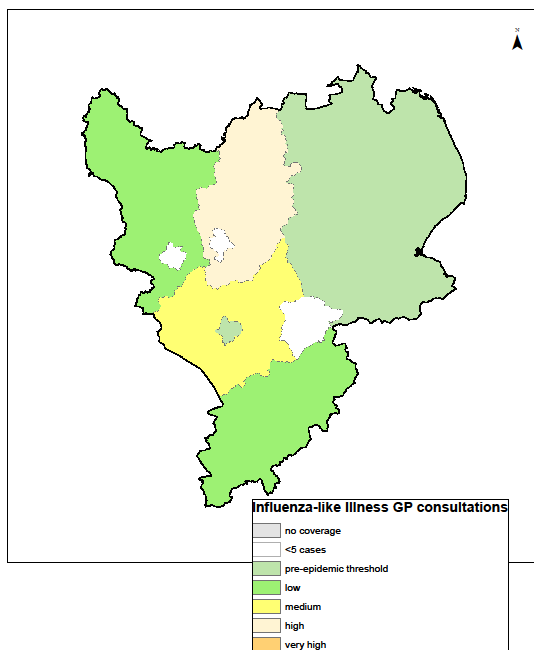 N
Influenza-like Illness GP consultations
no coverage
<5 cases
pre-epidemic threshold
low
medium
high
very high